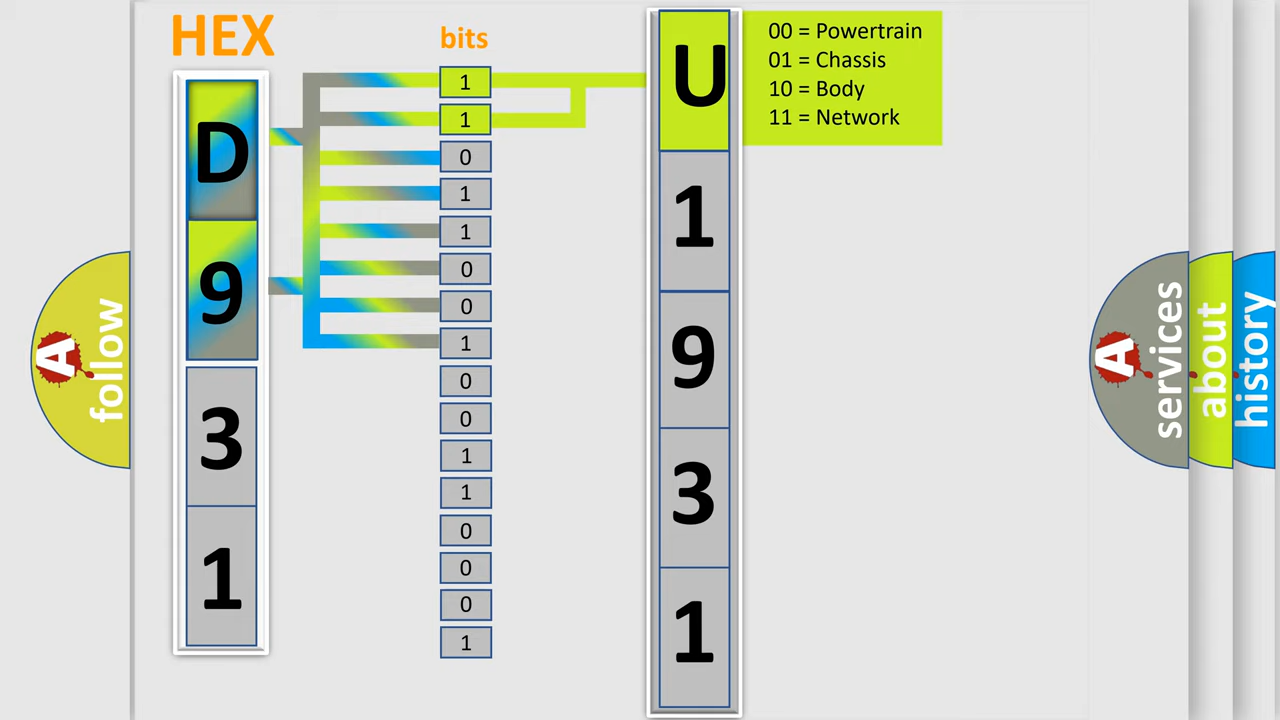 HEX
bits
D
9
3
1
1
1
0
1
1
0
0
1
0
0
1
1
0
0
0
1
U
1
9
3
1
00 = Powertrain
01 = Chassis
10 = Body
11 = Network
A
follow
A
services
about
history